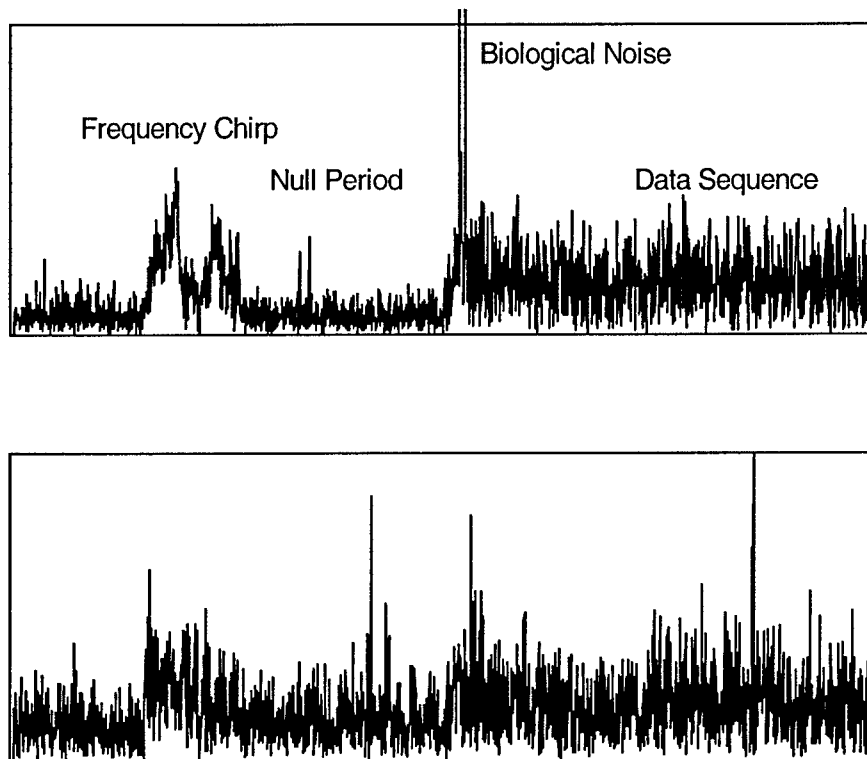 Biological Noise
Frequency Chirp
Null Period
Data Sequence